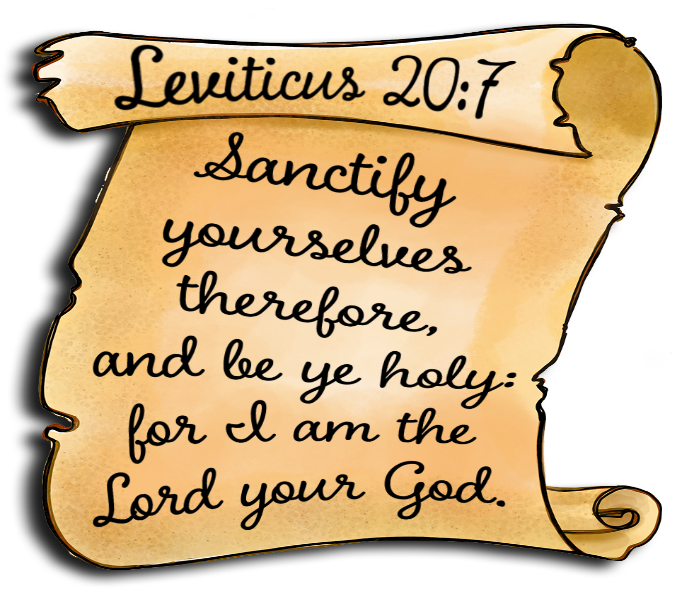 Leviticus 20:7
Sanctify
yourselves
therefore,
and be ye holy:
for I am the
Lord your God.